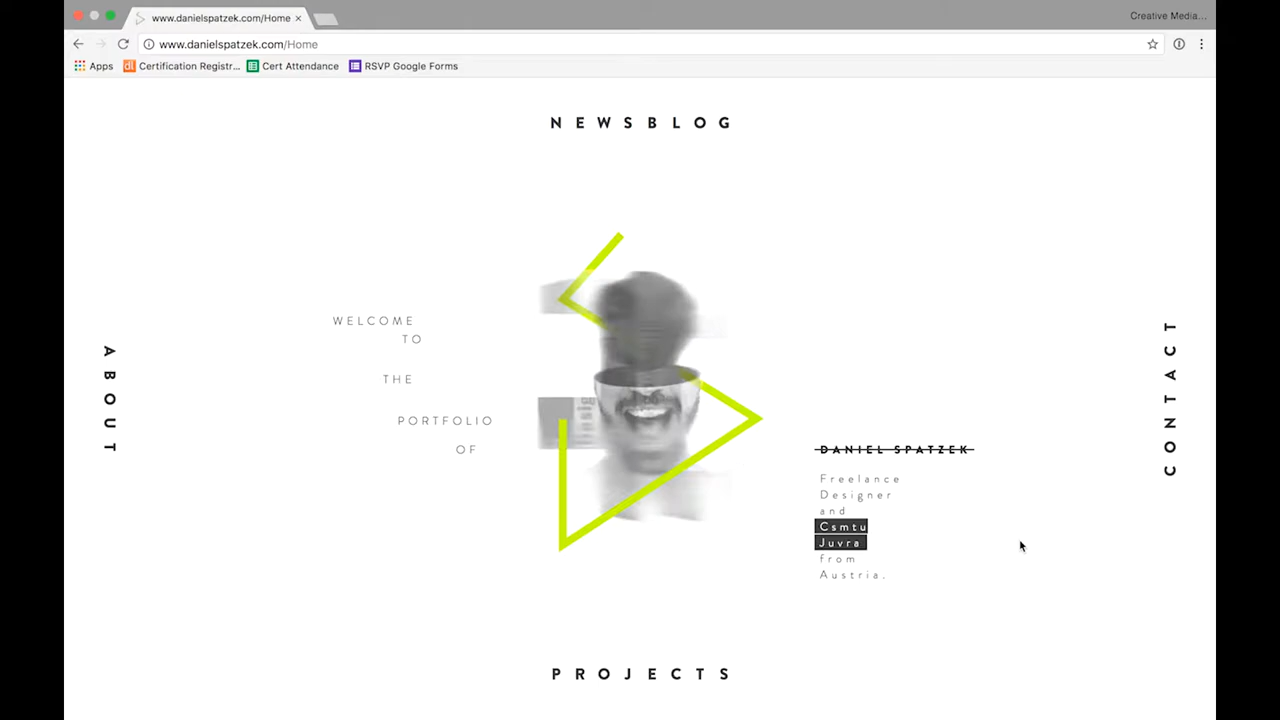 www.danielspatzek.com/Home
Creative Media...
www.danielspatzek.com/Home
Apps
Certification Registr...
Cert Attendance
RSVP Google Forms
NEWSBLOG
ABOUT
WELCOME
TO
THE
PORTFOLIO
OF
DANIEL SPATZEK
Freelance
Designer
and
Csmtu
Juvra
from
Austria.
CONTACT
PROJECTS